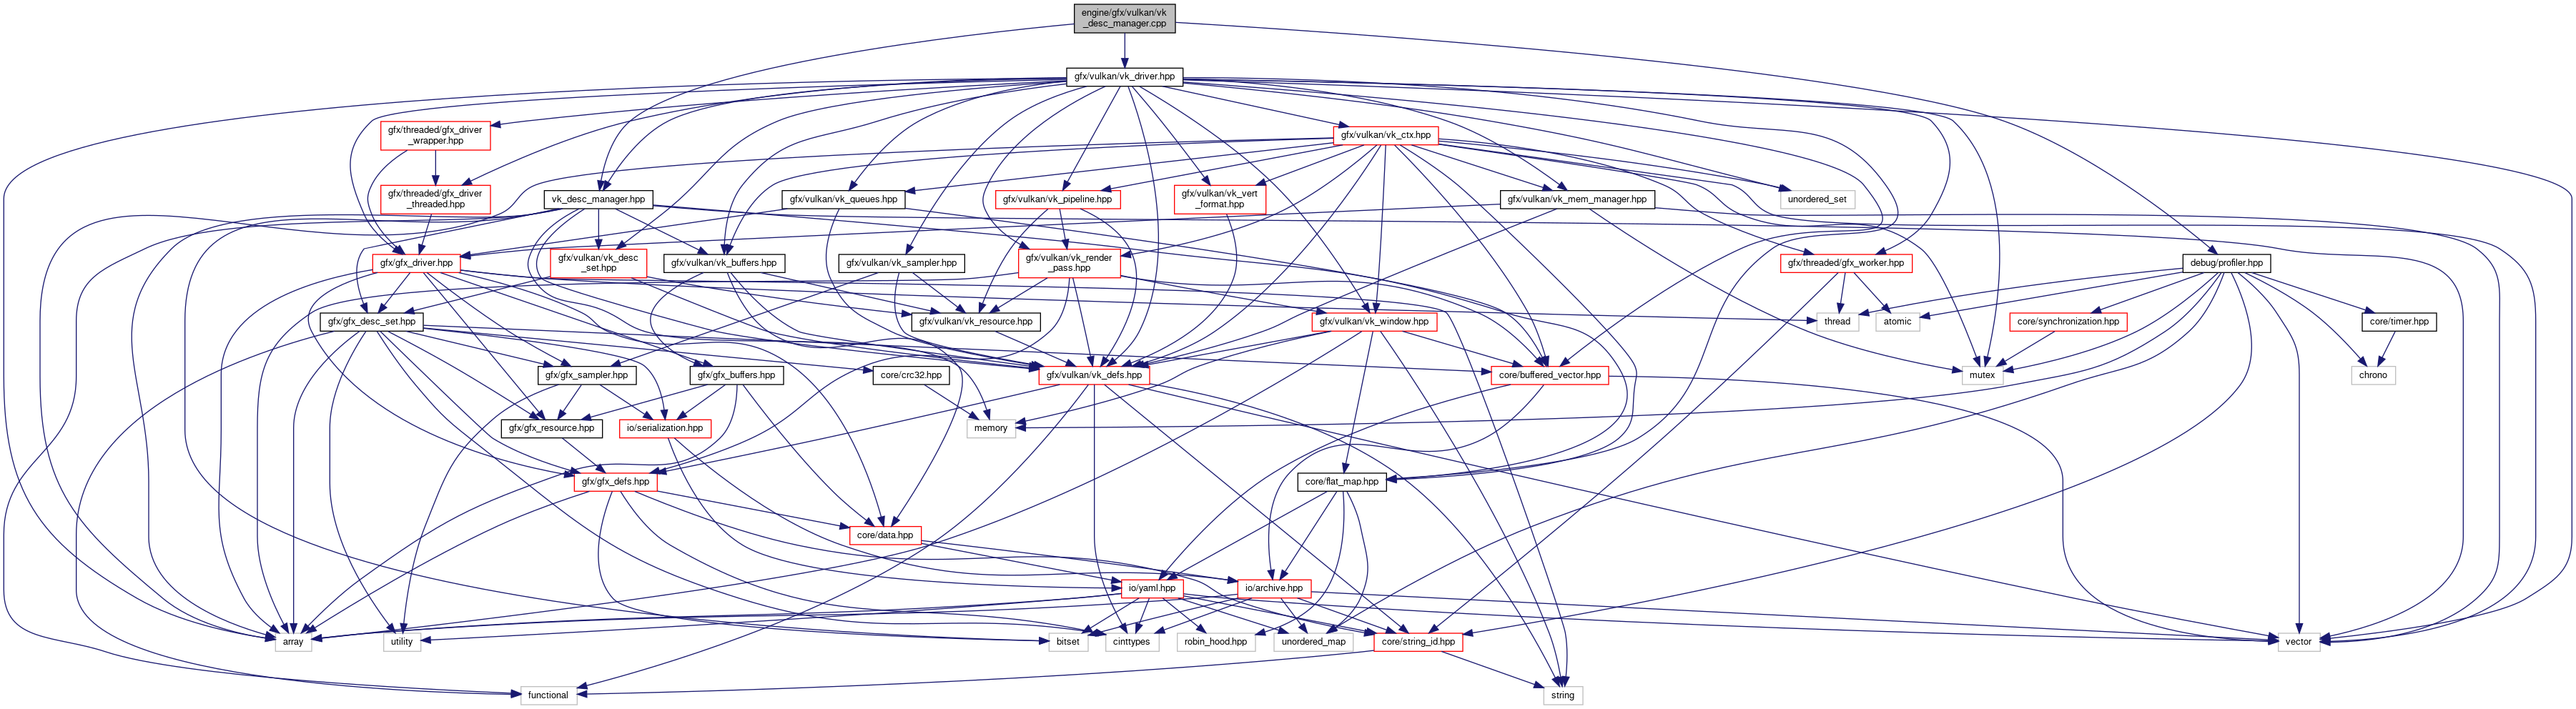 engine/gfx/vulkan/vk
_desc_manager.cpp
gfx/vulkan/vk_driver.hpp
gfx/threaded/gfx_driver
_wrapper.hpp
gfx/vulkan/vk_ctx.hpp
gfx/threaded/gfx_driver
_threaded.hpp
vk_desc_manager.hpp
gfx/vulkan/vk_queues.hpp
gfx/vulkan/vk_pipeline.hpp
gfx/vulkan/vk_vert
_format.hpp
gfx/vulkan/vk_mem_manager.hpp
unordered_set
gfx/gfx_driver.hpp
gfx/vulkan/vk_desc
_set.hpp
gfx/vulkan/vk_buffers.hpp
gfx/vulkan/vk_sampler.hpp
gfx/vulkan/vk_render
_pass.hpp
gfx/threaded/gfx_worker.hpp
debug/profiler.hpp
gfx/gfx_desc_set.hpp
gfx/vulkan/vk_resource.hpp
gfx/vulkan/vk_window.hpp
thread
atomic
core/synchronization.hpp
core/timer.hpp
gfx/gfx_sampler.hpp
gfx/gfx_buffers.hpp
core/crc32.hpp
gfx/vulkan/vk_defs.hpp
core/buffered_vector.hpp
mutex
chrono
gfx/gfx_resource.hpp
io/serialization.hpp
memory
gfx/gfx_defs.hpp
core/flat_map.hpp
core/data.hpp
io/yaml.hpp
io/archive.hpp
array
utility
bitset
cinttypes
robin_hood.hpp
unordered_map
core/string_id.hpp
vector
functional
string